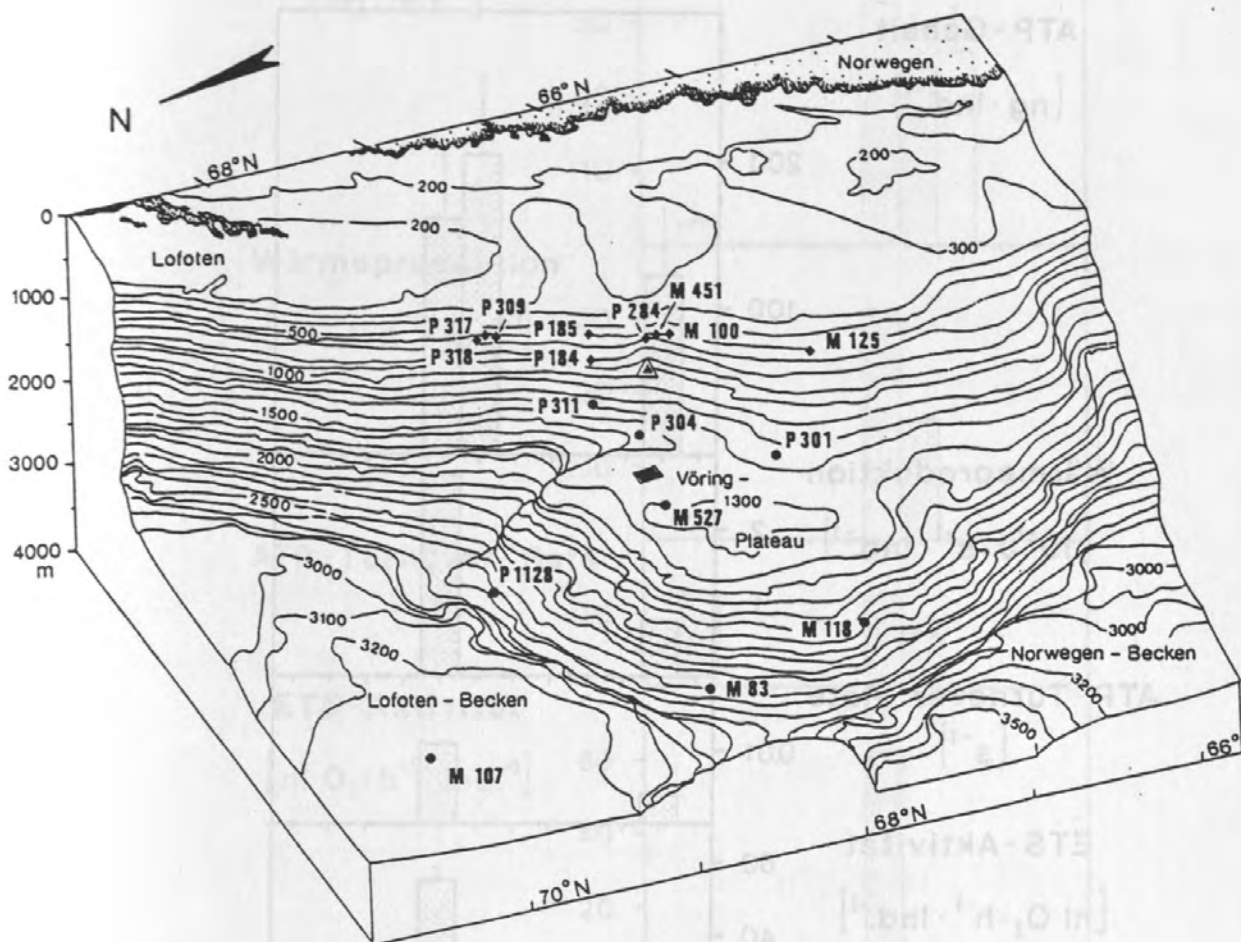 Norwegen
66°N
N
68°N
200
200
200
0
300
Lofoten
M 451
P 309
P 284
1000
P 317
P 185
M 100
M 125
500
P 318
P 184
1000
2000
P 311
1500
P 304
P 301
3000
2000
Vöring -
1300
2500
M 527
Plateau
4000
m
3000
P 1128
3000
3100
M 118
3000
3200
Norwegen - Becken
Lofoten - Becken
M 83
3200
3500
M 107
66°N
68°N
70°N